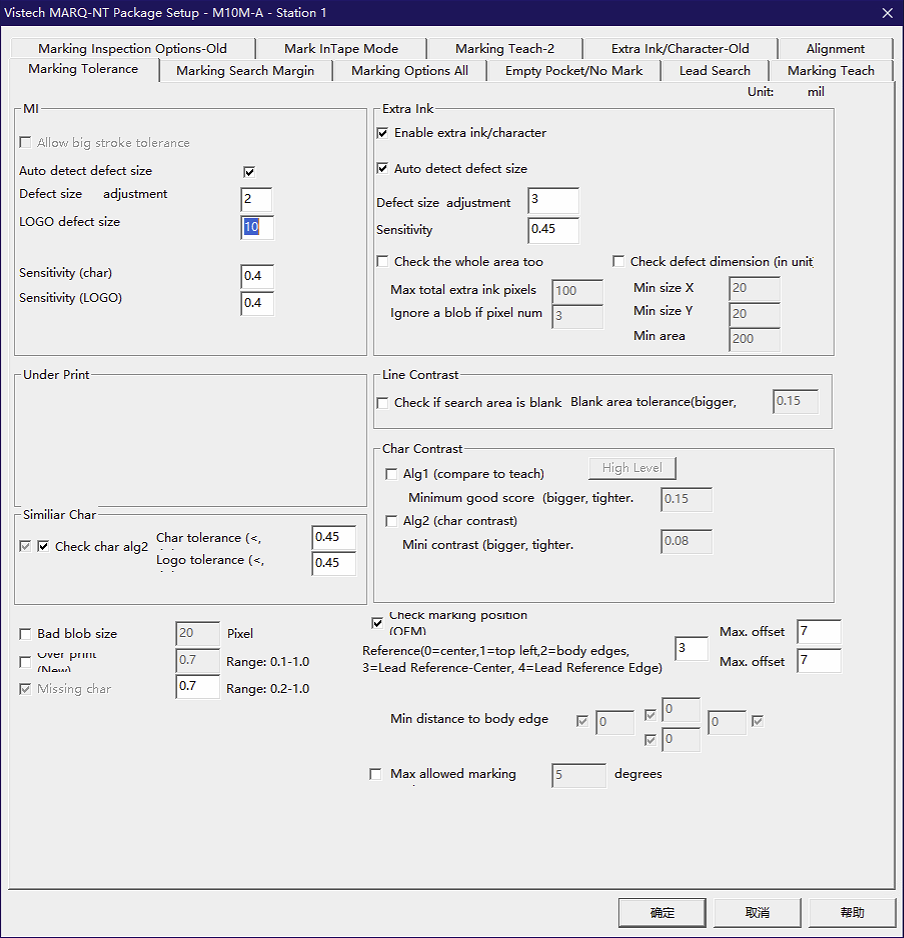 Vistech MARQ-NT Package Setup - M10M-A - Station 1
Marking Inspection Options-Old Mark InTape Mode Marking Teach-2 Extra Ink/Character-Old Alignment
Marking Tolerance Marking Search Margin Marking Options All Empty Pocket/No Mark Lead Search Marking Teach
Unit: mil
MI
Allow big stroke tolerance
Auto detect defect size
Defect size adjustment 2
LOGO defect size 10
Sensitivity (char) 0.4
Sensitivity (LOGO) 0.4
Extra Ink
Enable extra ink/character
Auto detect defect size
Defect size adjustment 3
Sensitivity 0.45
Check the whole area too
Max total extra ink pixels 100
Ignore a blob if pixel num 3
Check defect dimension (in unit
Min size X 20
Min size Y 20
Min area 200
Under Print
Line Contrast
Check if search area is blank Blank area tolerance(bigger, 0.15
Char Contrast
Alg1 (compare to teach) High Level
Minimum good score (bigger, tighter. 0.15
Alg2 (char contrast)
Mini contrast (bigger, tighter. 0.08
Similiar Char
Check char alg2
Char tolerance (<, 0.45
Logo tolerance (<, 0.45
Bad blob size 20 Pixel
Over print
(New)
0.7 Range: 0.1-1.0
Missing char 0.7 Range: 0.2-1.0
Check marking position
(OEM)
Reference(0=center,1=top left,2=body edges,
3=Lead Reference-Center, 4=Lead Reference Edge)
3
Max. offset 7
Max. offset 7
Min distance to body edge 0 0 0 0
Max allowed marking 5 degrees
确定 取消 帮助